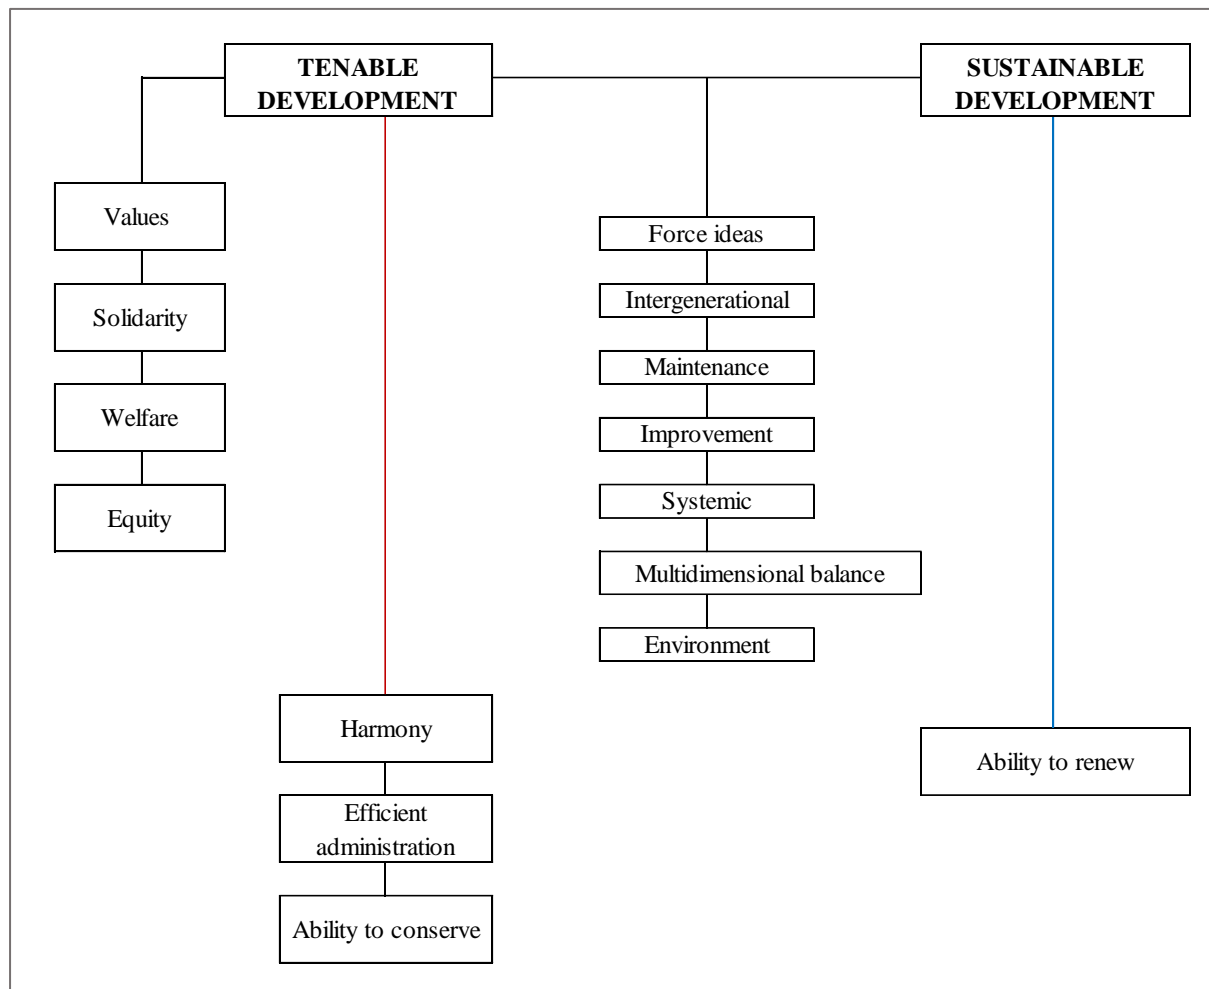 TENABLE
DEVELOPMENT
SUSTAINABLE
DEVELOPMENT
Values
Solidarity
Welfare
Equity
Force ideas
Intergenerational
Maintenance
Improvement
Systemic
Multidimensional balance
Environment
Harmony
Efficient
administration
Ability to conserve
Ability to renew